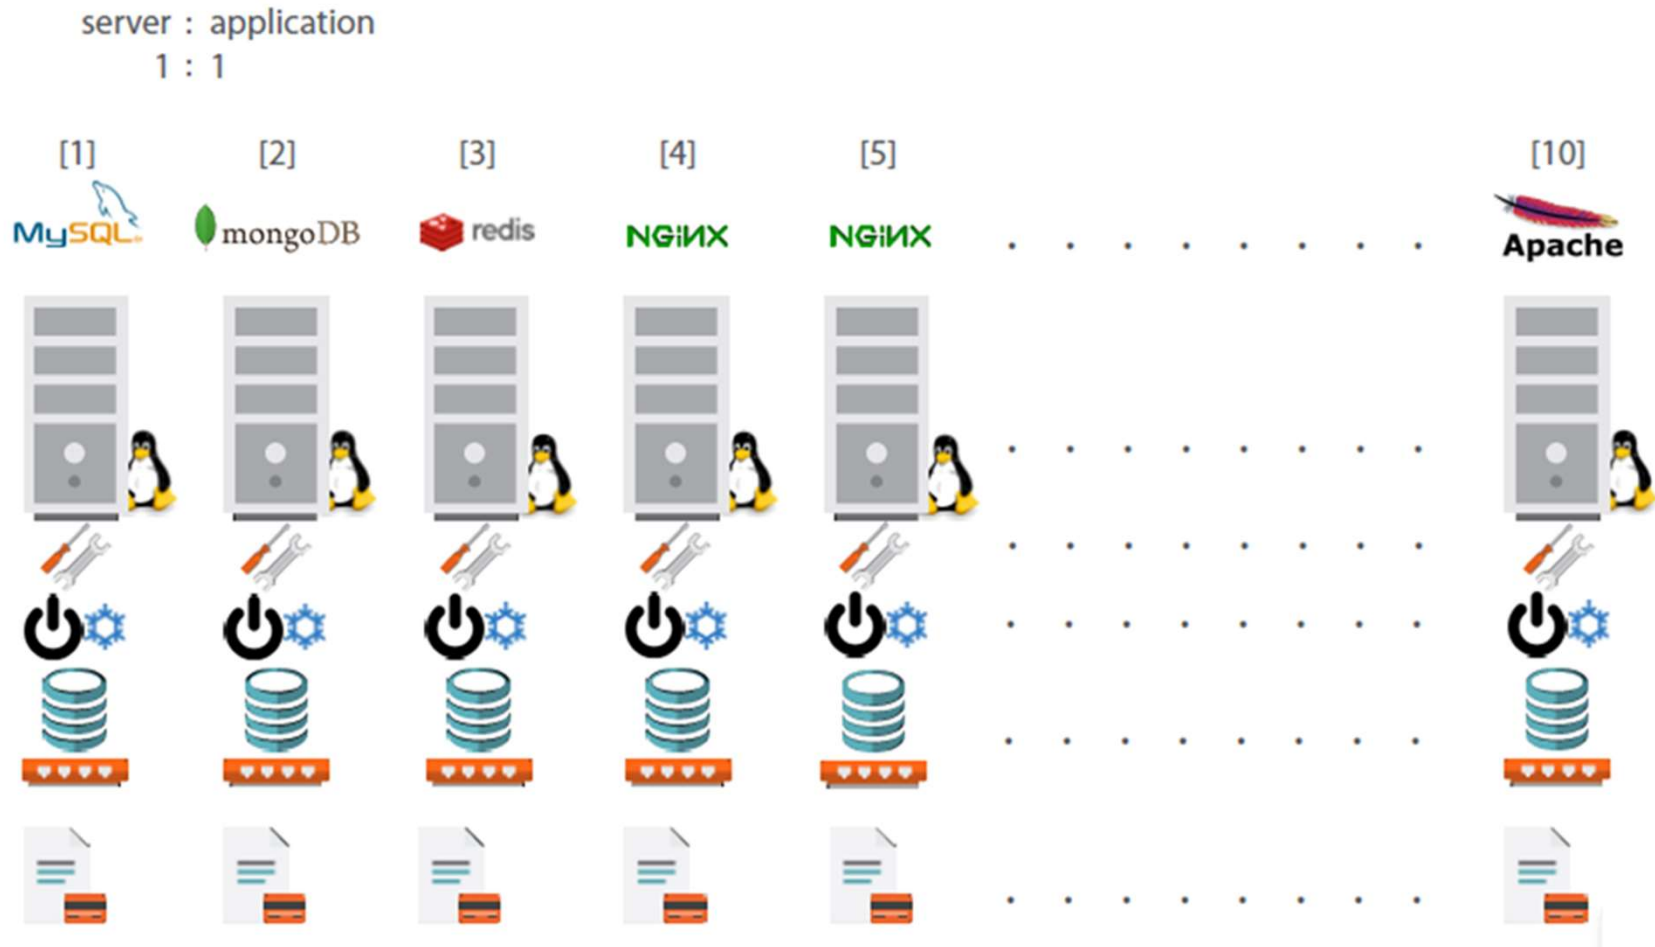 server : application
1 : 1
[1] [2] [3] [4] [5] [10]
MySQL mongoDB redis NGiNX NGiNX Apache